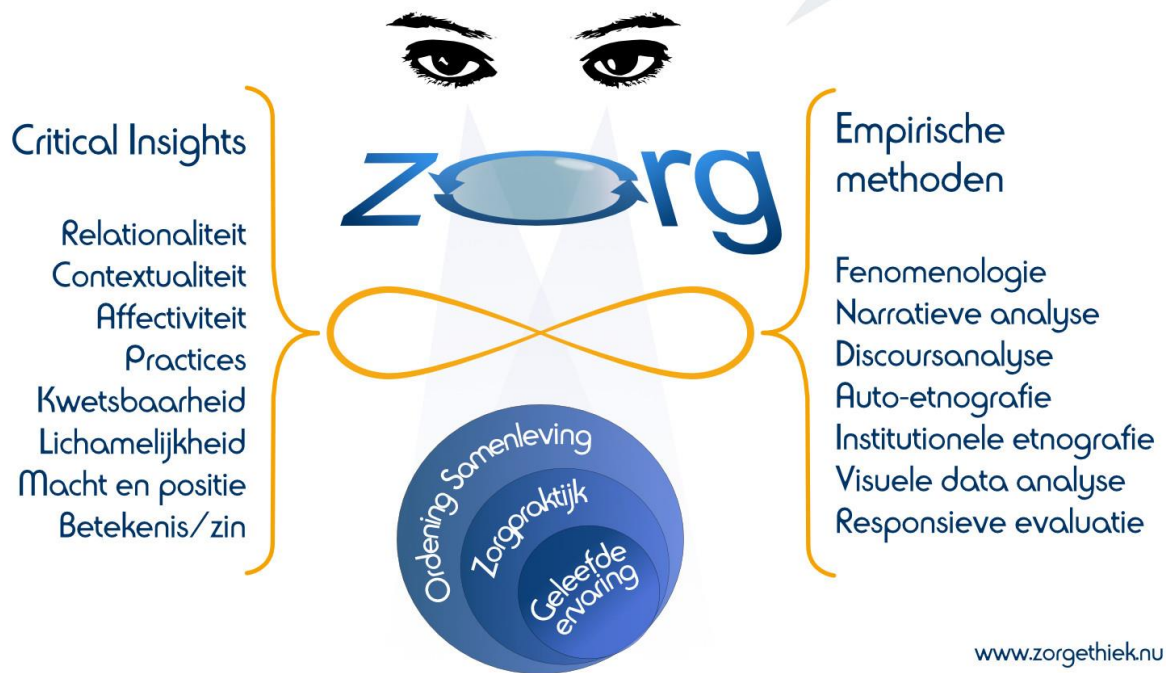 Critical Insights
Relationaliteit
Contextualiteit
Affectiviteit
Practices
Kwetsbaarheid
Lichamelijkheid
Macht en positie
Betekenis/zin
zorg
Ordening Samenleving
Zorgpraktijk
Geleefde
ervaring
Empirische
methoden
Fenomenologie
Narratieve analyse
Discoursanalyse
Auto-etnografie
Institutionele etnografie
Visuele data analyse
Responsieve evaluatie
www.zorgethiek.nu